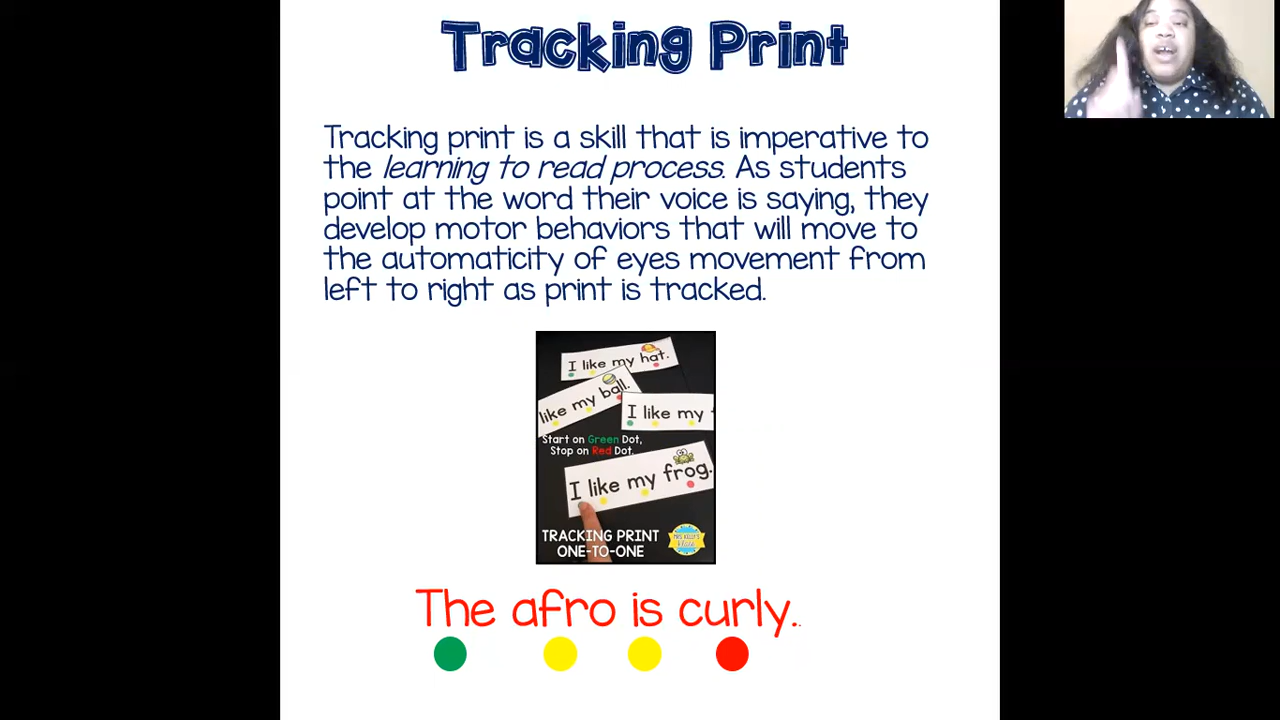 Tracking Print
Tracking print is a skill that is imperative to
the learning to read process. As students
point at the word their voice is saying, they
develop motor behaviors that will move to
the automaticity of eyes movement from
left to right as print is tracked.
I like my hat.
like my ball.
I like my
Start on Green Dot,
Stop on Red Dot.
I like my frog.
TRACKING PRINT
ONE-TO-ONE
MRS KELLY'S
The afro is curly..